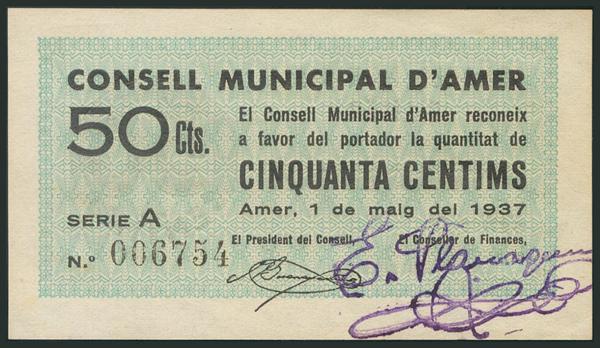 CONSELL MUNICIPAL D'AMER
50 Cts.
El Consell Municipal d'Amer reconeix
a favor del portador la quantitat de
CINQUANTA CENTIMS
Amer, 1 de maig del 1937
SERIE A
N.º 006754
El President del Consell,
El Conseller de Finances,